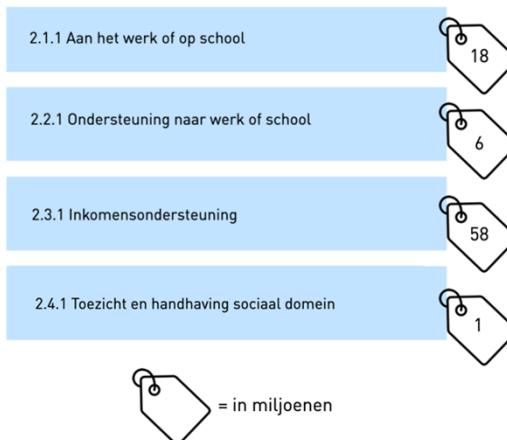 2.1.1 Aan het werk of op school
18
2.2.1 Ondersteuning naar werk of school
6
2.3.1 Inkomensondersteuning
58
2.4.1 Toezicht en handhaving sociaal domein
1
= in miljoenen